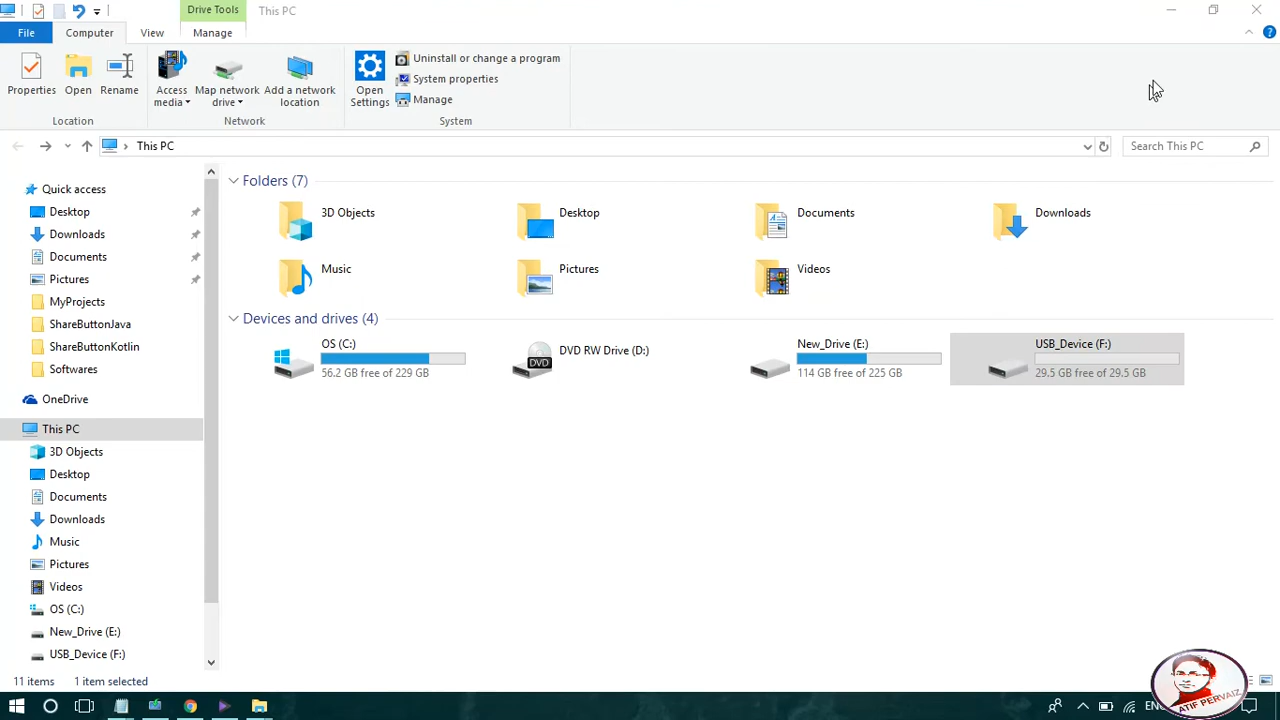 Drive Tools
This PC
File
Computer
View
Manage
Properties
Open
Rename
Access media
Map network drive
Add a network location
Open Settings
Uninstall or change a program
System properties
Manage
Location
Network
System
This PC
Search This PC
Quick access
Desktop
Downloads
Documents
Pictures
MyProjects
ShareButtonJava
ShareButtonKotlin
Softwares
OneDrive
This PC
3D Objects
Desktop
Documents
Downloads
Music
Pictures
Videos
OS (C:)
New_Drive (E:)
USB_Device (F:)
Folders (7)
3D Objects
Desktop
Documents
Downloads
Music
Pictures
Videos
Devices and drives (4)
OS (C:)
56.2 GB free of 229 GB
DVD
DVD RW Drive (D:)
New_Drive (E:)
114 GB free of 225 GB
USB_Device (F:)
29.5 GB free of 29.5 GB
11 items
1 item selected
ATIF PERVAIZ